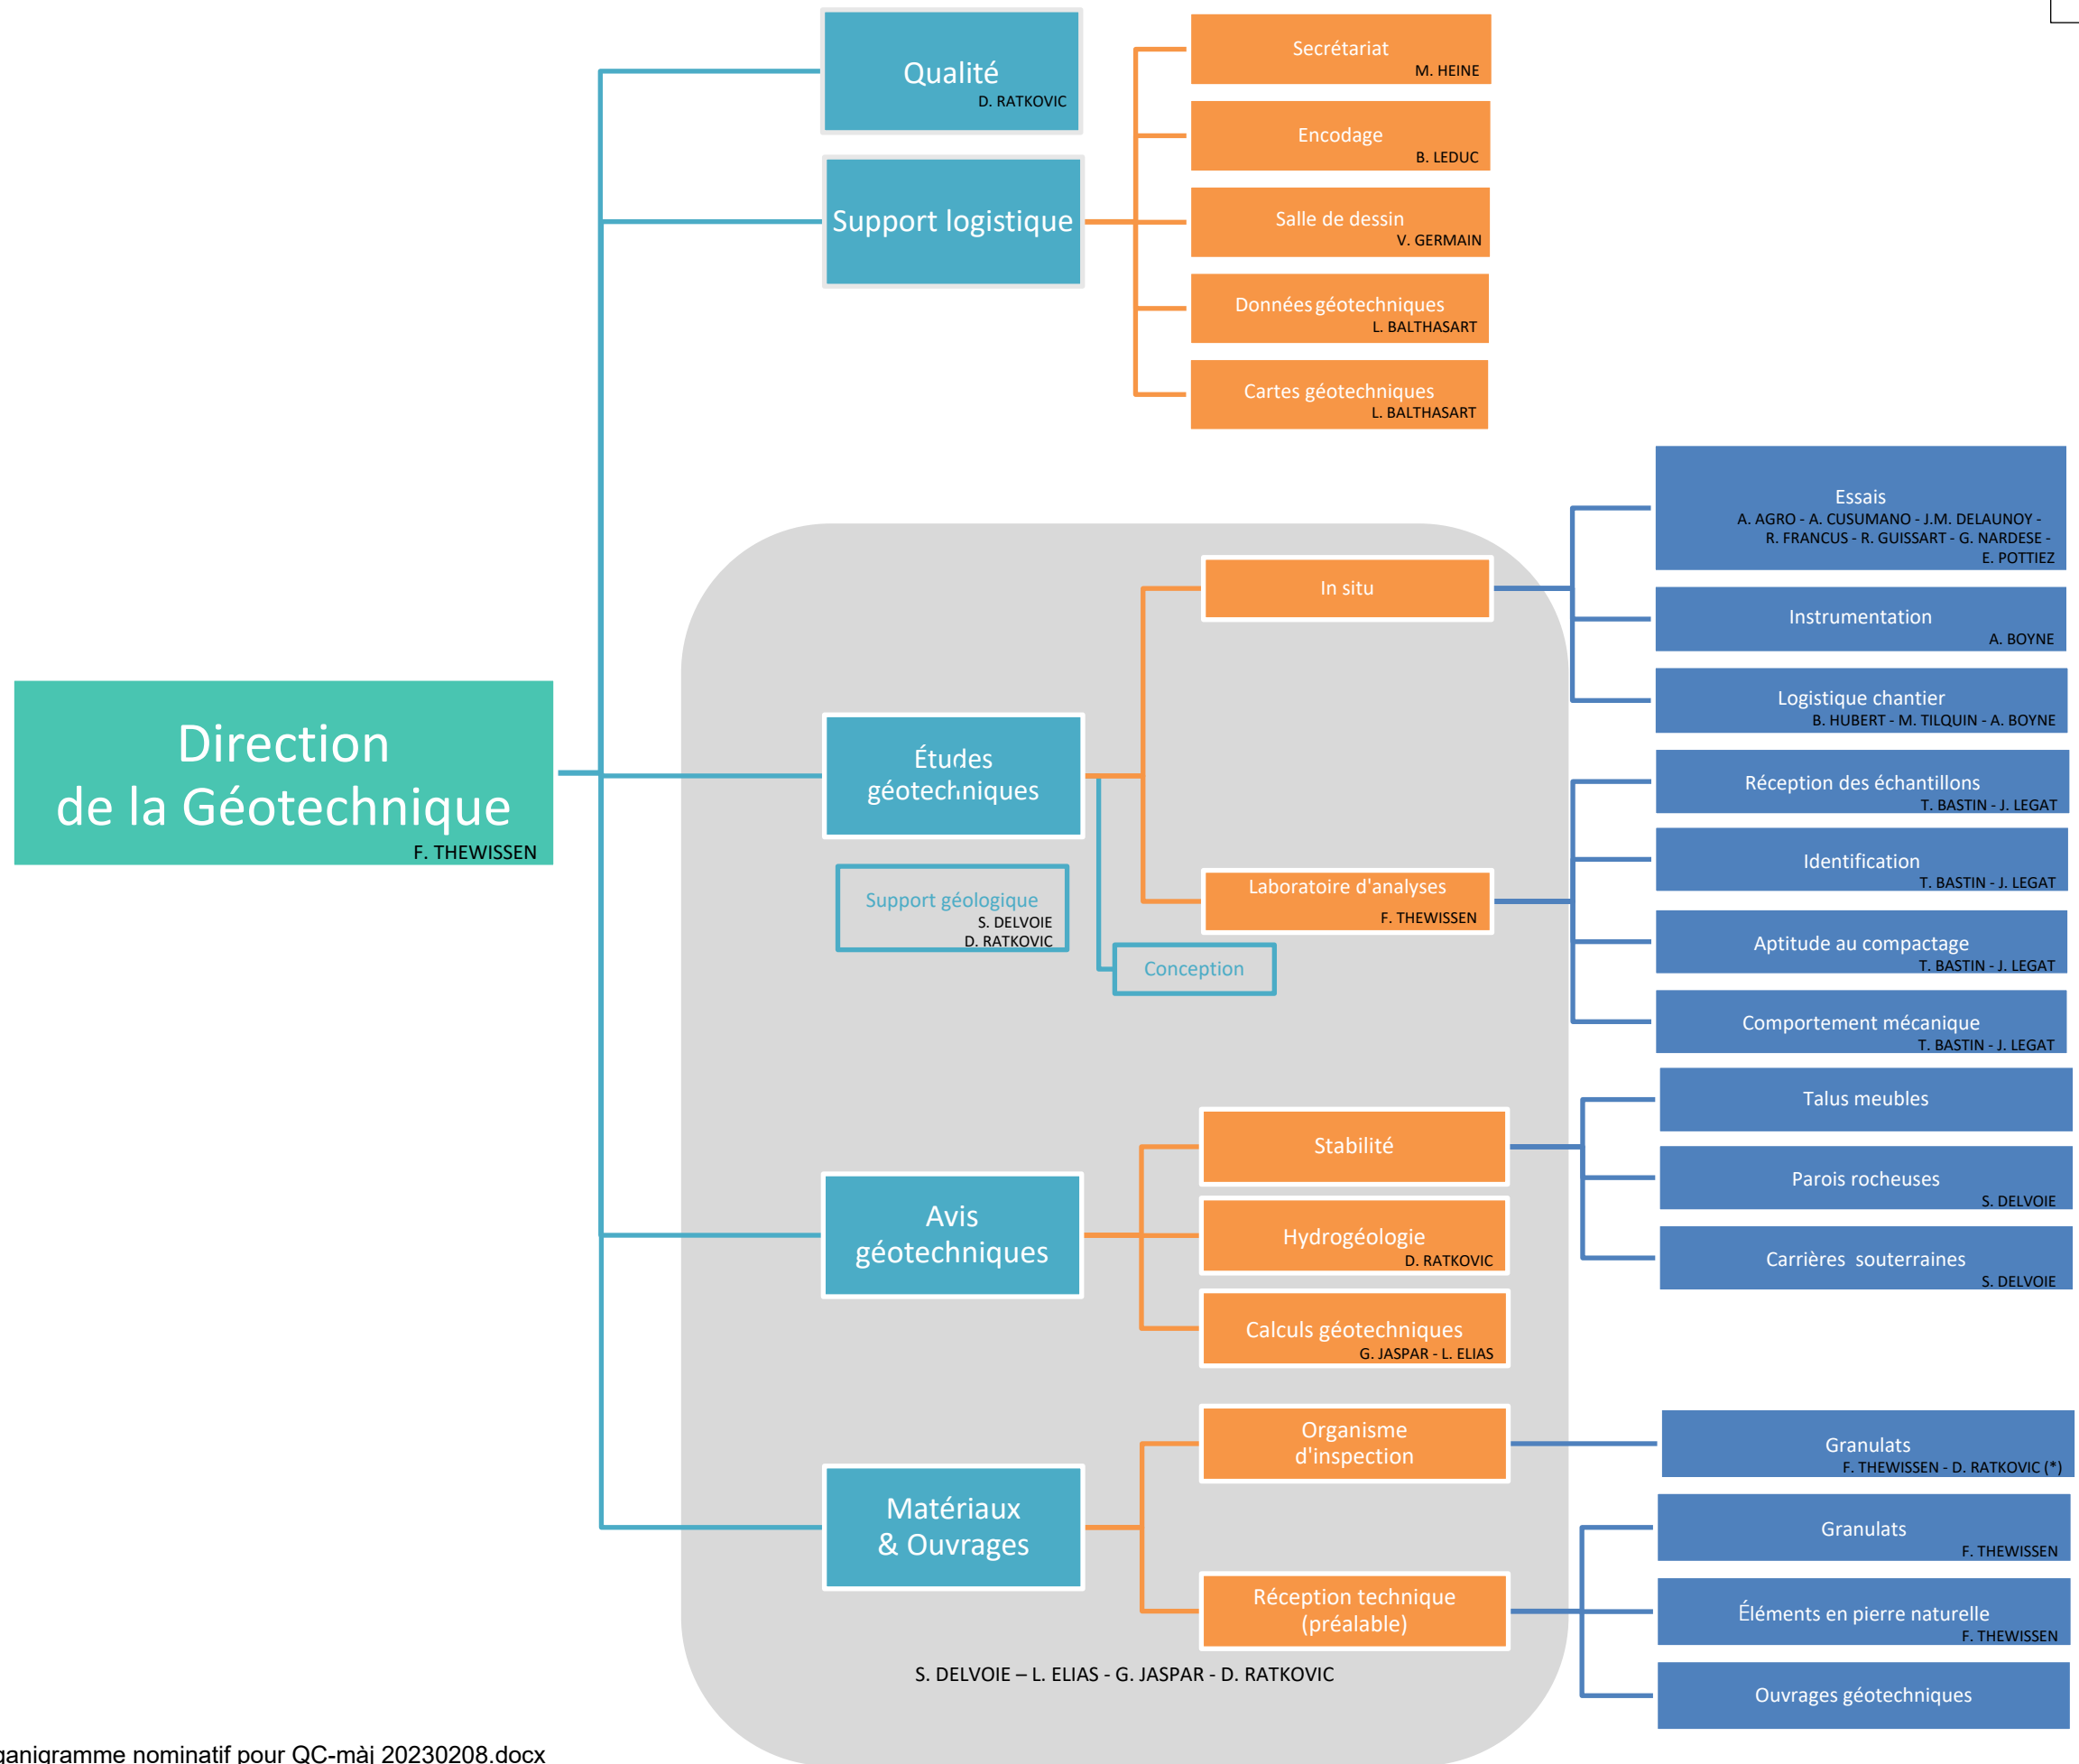 Qualité
D. RATKOVIC
Support logistique
Secrétariat
M. HEINE
Encodage
B. LEDUC
Salle de dessin
V. GERMAIN
Données géotechniques
L. BALTHASART
Cartes géotechniques
L. BALTHASART
Direction
de la Géotechnique
F. THEWISSEN
Études
géotechniques
Support géologique
S. DELVOIE
D. RATKOVIC
Conception
In situ
Essais
A. AGRO - A. CUSUMANO - J.M. DELAUNOY -
R. FRANCUS - R. GUISSART - G. NARDESE -
E. POTTIEZ
Instrumentation
A. BOYNE
Logistique chantier
B. HUBERT - M. TILQUIN - A. BOYNE
Laboratoire d'analyses
F. THEWISSEN
Réception des échantillons
T. BASTIN - J. LEGAT
Identification
T. BASTIN - J. LEGAT
Aptitude au compactage
T. BASTIN - J. LEGAT
Comportement mécanique
T. BASTIN - J. LEGAT
Avis
géotechniques
Stabilité
Talus meubles
Parois rocheuses
S. DELVOIE
Carrières souterraines
S. DELVOIE
Hydrogéologie
D. RATKOVIC
Calculs géotechniques
G. JASPAR - L. ELIAS
Matériaux
& Ouvrages
Organisme
d'inspection
Granulats
F. THEWISSEN - D. RATKOVIC (*)
Réception technique
(préalable)
Granulats
F. THEWISSEN
Éléments en pierre naturelle
F. THEWISSEN
Ouvrages géotechniques
S. DELVOIE – L. ELIAS - G. JASPAR - D. RATKOVIC
ganigramme nominatif pour QC-màj 20230208.docx